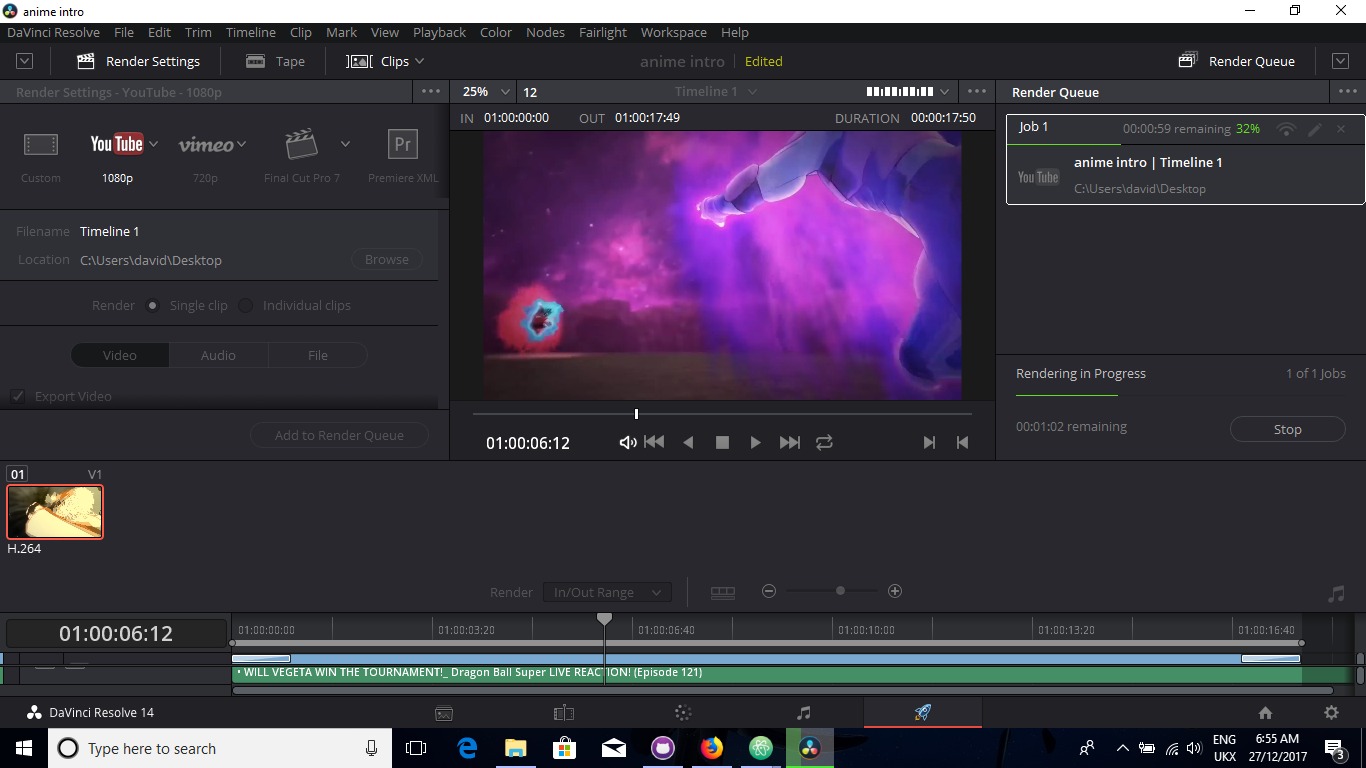 anime intro
DaVinci Resolve File Edit Trim Timeline Clip Mark View Playback Color Nodes Fairlight Workspace Help
Render Settings Tape Clips anime intro Edited Render Queue
Render Settings - YouTube - 1080p
25% 12 Timeline 1
Render Queue
IN 01:00:00:00 OUT 01:00:17:49 DURATION 00:00:17:50
Job 1 00:00:59 remaining 32%
YouTube vimeo Pr
Custom 1080p 720p Final Cut Pro 7 Premiere XML
anime intro | Timeline 1
YouTube
C:\Users\david\Desktop
Filename Timeline 1
Location C:\Users\david\Desktop Browse
Render Single clip Individual clips
Video Audio File
Export Video
Rendering in Progress 1 of 1 Jobs
00:01:02 remaining Stop
Add to Render Queue
01:00:06:12
01 V1
H.264
Render In/Out Range
01:00:06:12
01:00:00:00 01:00:03:20 01:00:06:40 01:00:10:00 01:00:13:20 01:00:16:40
• WILL VEGETA WIN THE TOURNAMENT!_ Dragon Ball Super LIVE REACTION! (Episode 121)
DaVinci Resolve 14
Type here to search
ENG 6:55 AM
UKX 27/12/2017 3